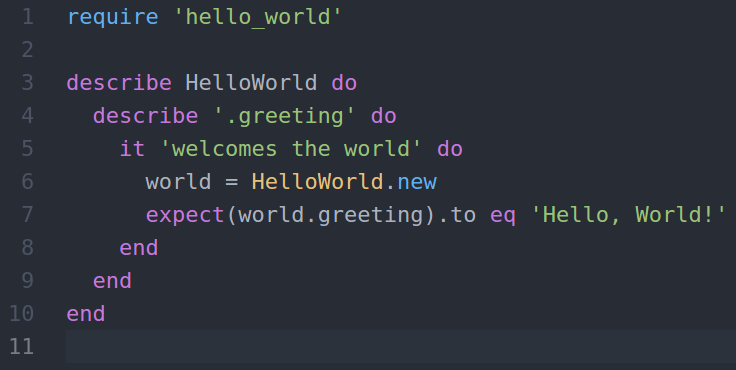 1 require 'hello_world'
2
3 describe HelloWorld do
4   describe '.greeting' do
5     it 'welcomes the world' do
6       world = HelloWorld.new
7       expect(world.greeting).to eq 'Hello, World!'
8     end
9   end
10 end
11